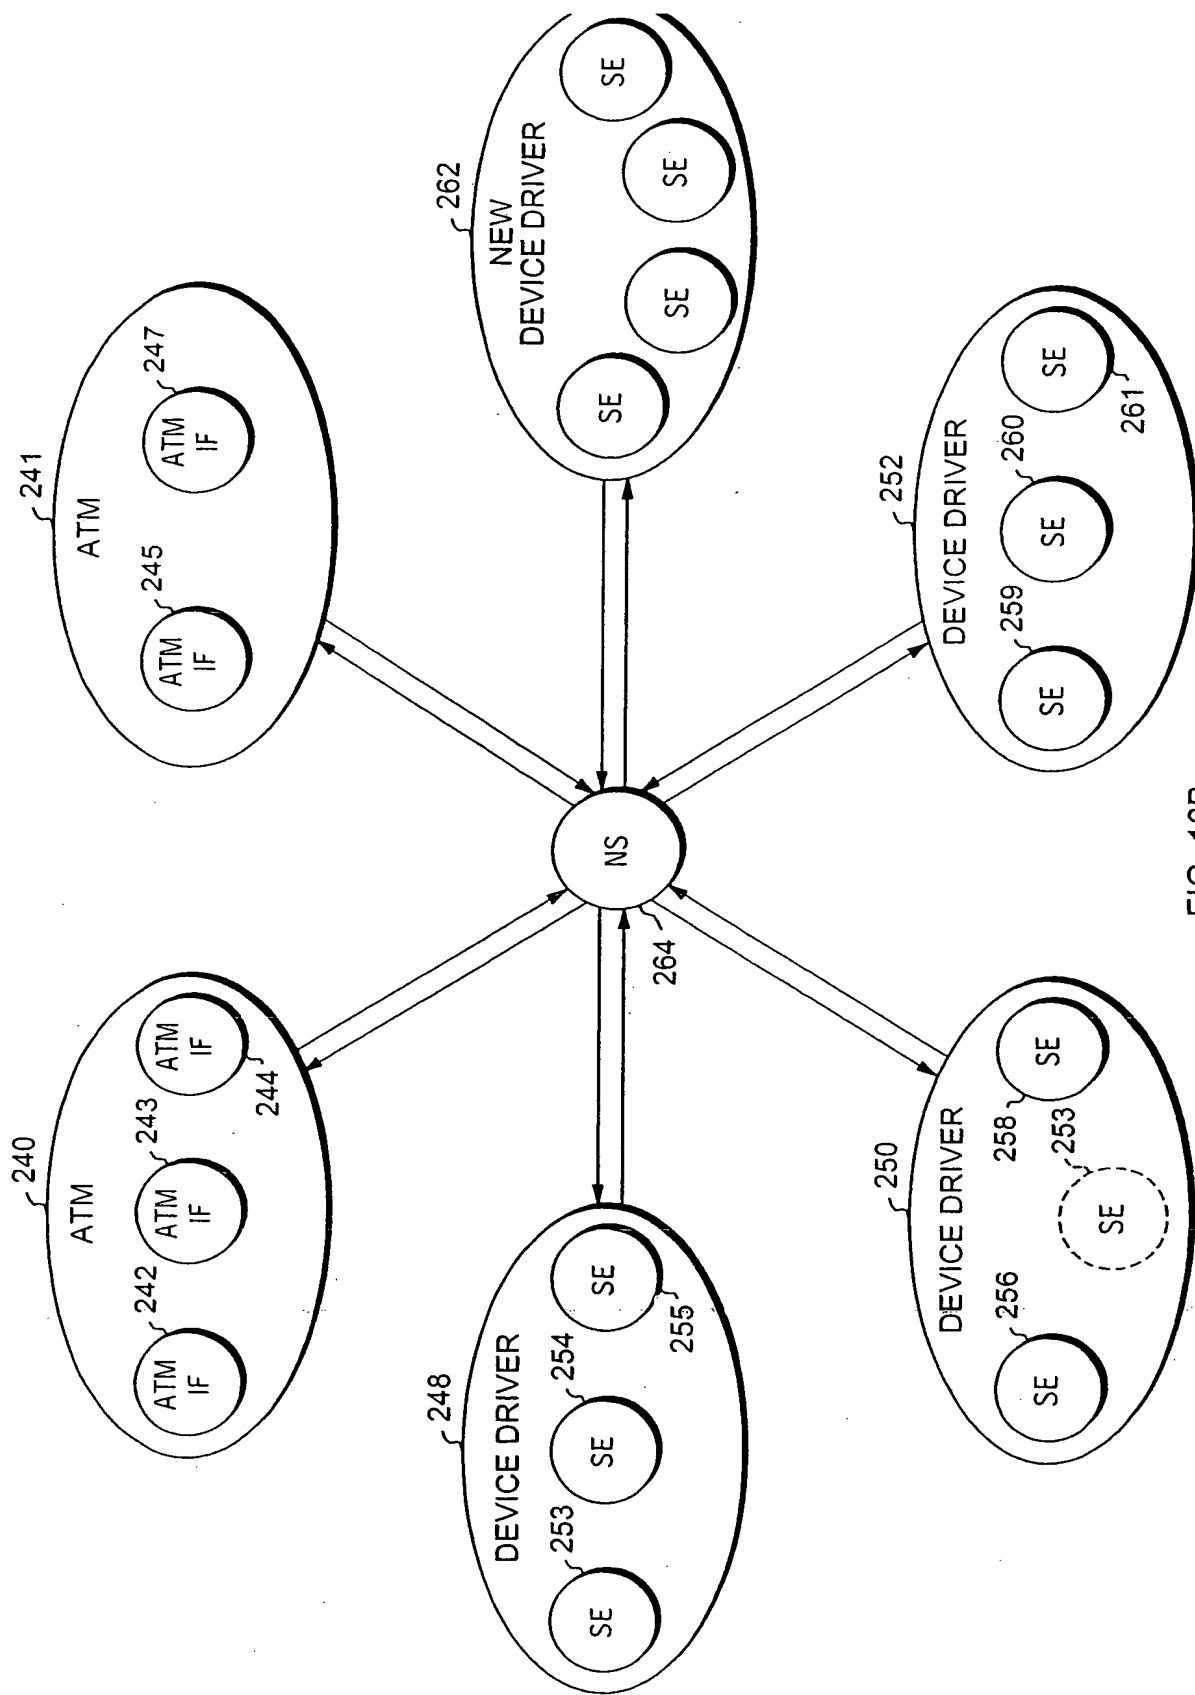 240
ATM
242
243
ATM
IF
ATM
IF
ATM
IF
244
241
ATM
245
247
ATM
IF
ATM
IF
248
DEVICE DRIVER
253
254
SE
SE
SE
255
NS
264
262
NEW
DEVICE DRIVER
SE
SE
SE
SE
250
DEVICE DRIVER
256
SE
258
SE
253
SE
252
DEVICE DRIVER
259
260
SE
SE
SE
261